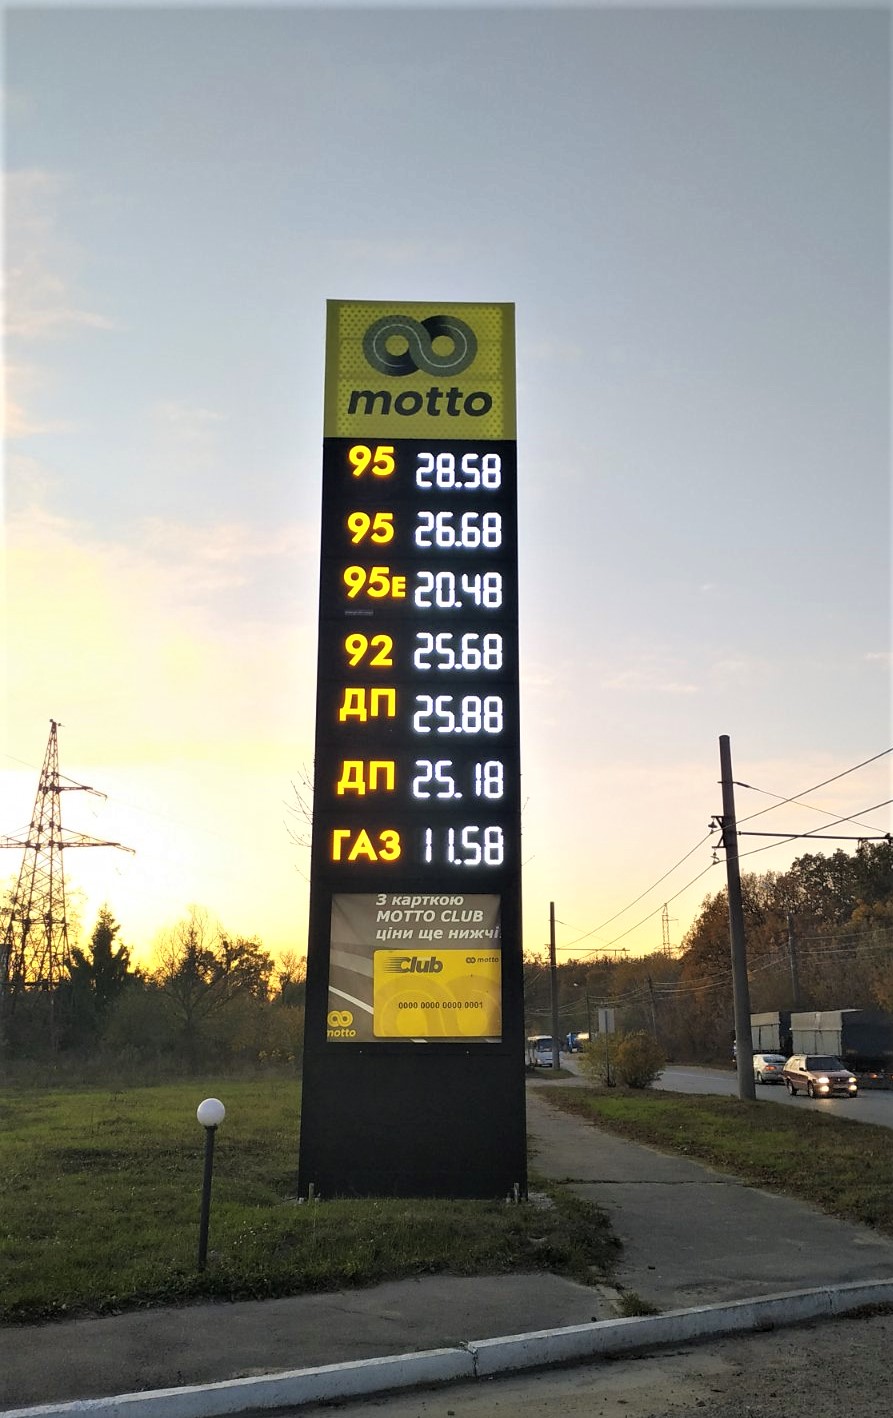 motto
95 28.58
95 26.68
95E 20.48
92 25.68
ДП 25.88
ДП 25.18
ГАЗ 11.58
З карткою
MOTTO CLUB
ціни ще нижчі
Club motto
0000 0000 0000 0001
motto